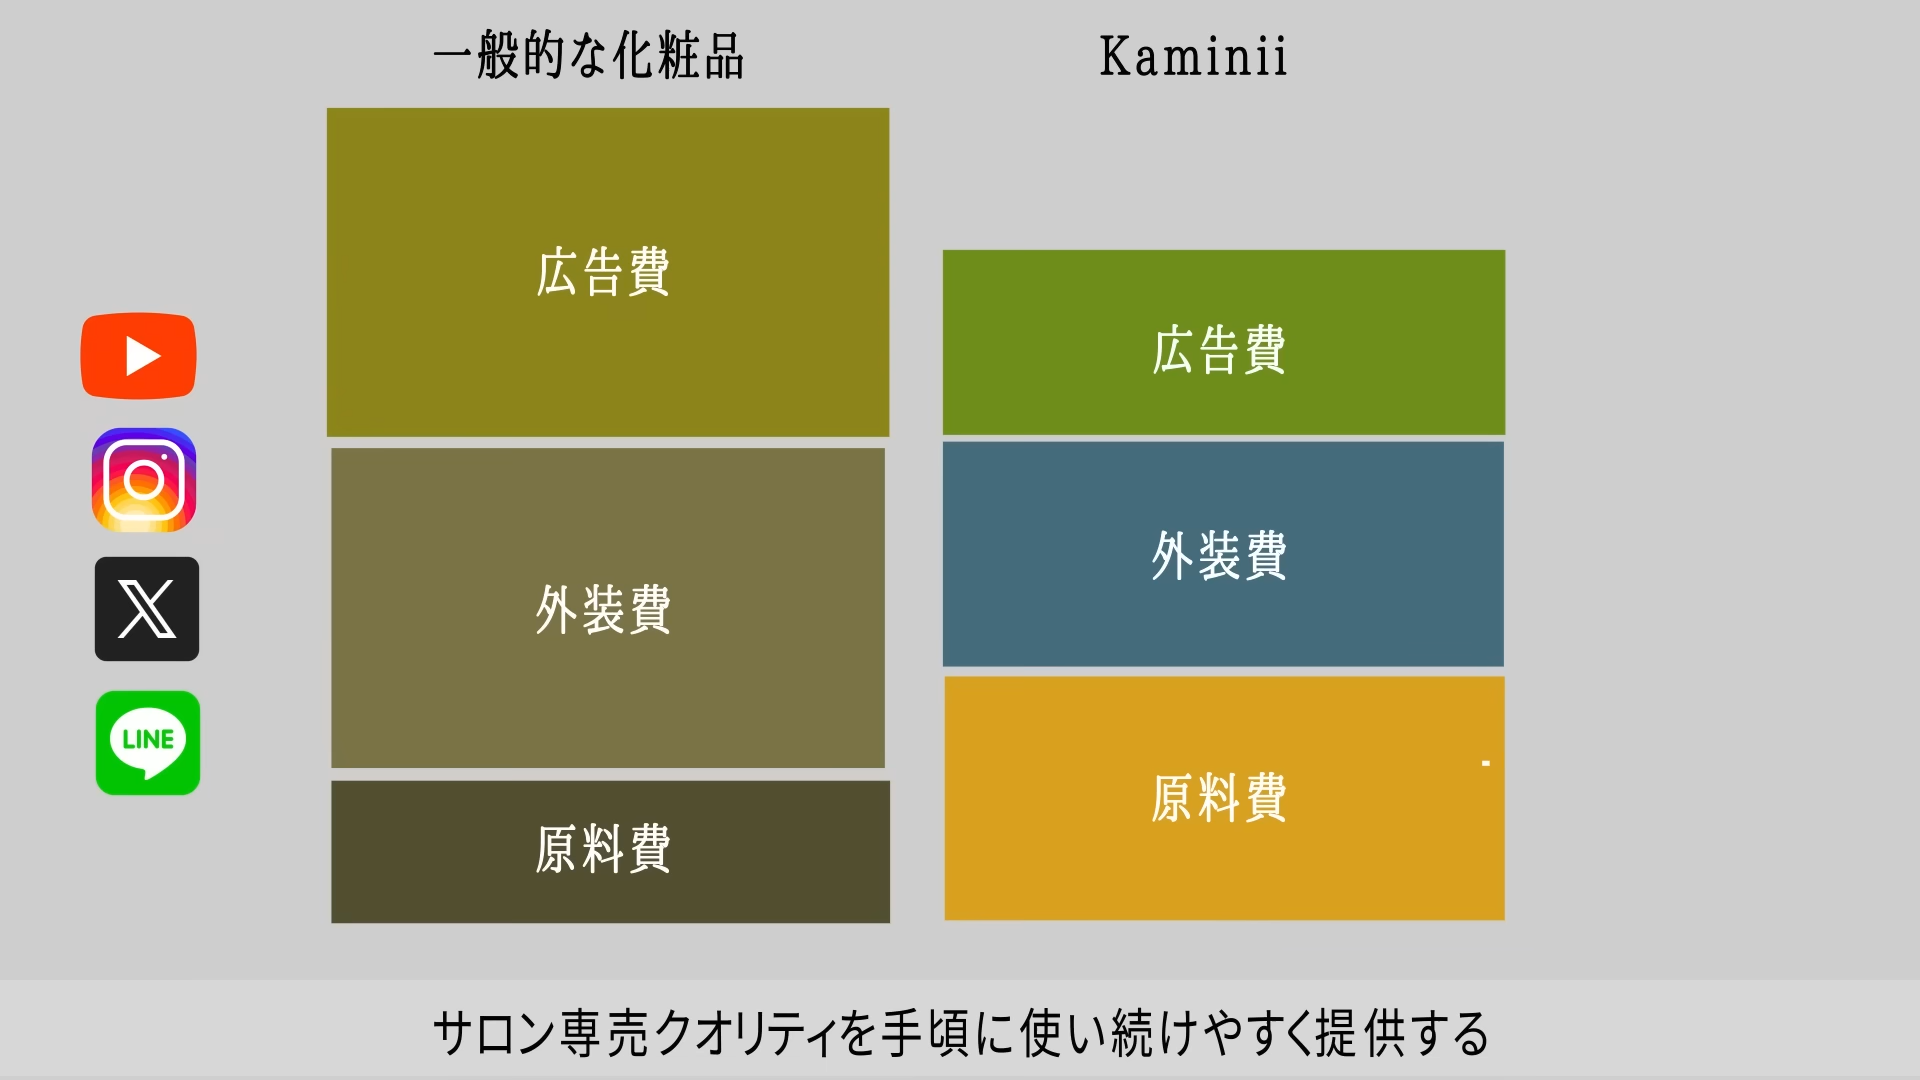 一般的な化粧品
Kaminii
広告費
広告費
外装費
外装費
原料費
原料費
LINE
サロン専売クオリティを手頃に使い続けやすく提供する